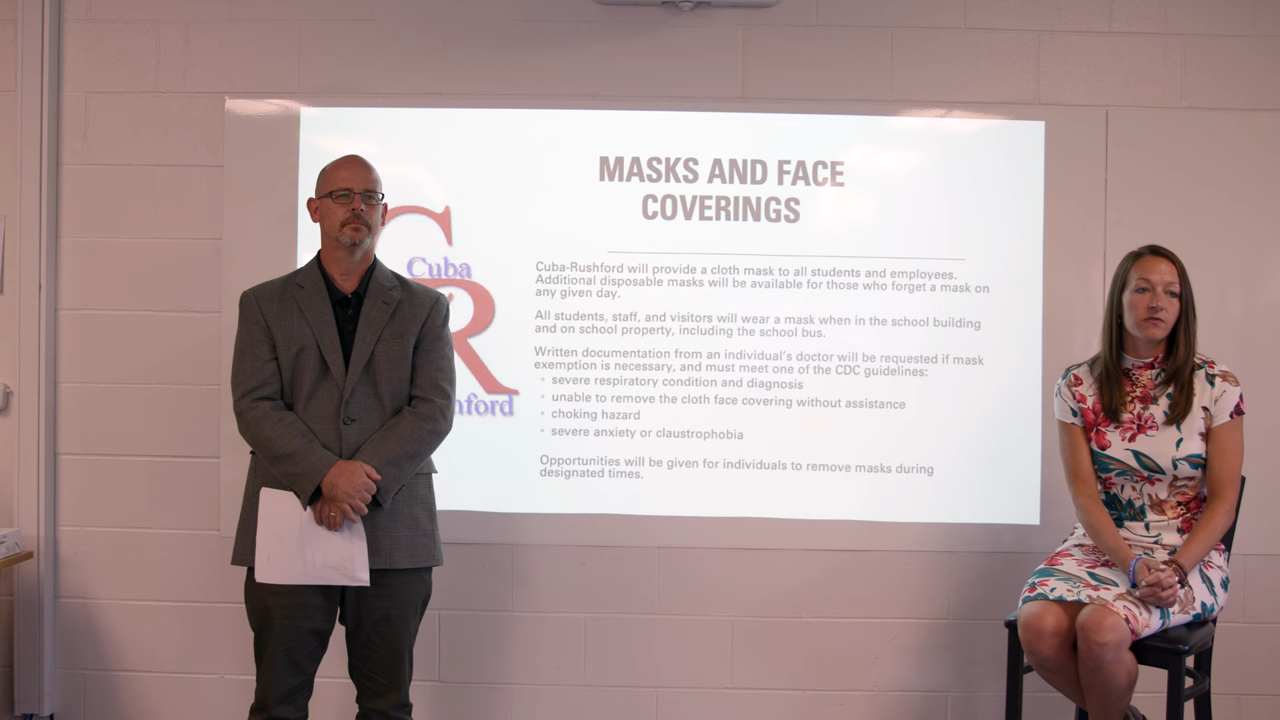 MASKS AND FACE
COVERINGS
Cuba
Cuba-Rushford will provide a cloth mask to all students and employees.
Additional disposable masks will be available for those who forget a mask on
any given day.
All students, staff, and visitors will wear a mask when in the school building
and on school property, including the school bus.
R
nford
Written documentation from an individual's doctor will be requested if mask
exemption is necessary, and must meet one of the CDC guidelines:
• severe respiratory condition and diagnosis
• unable to remove the cloth face covering without assistance
• choking hazard
• severe anxiety or claustrophobia
Opportunities will be given for individuals to remove masks during
designated times.